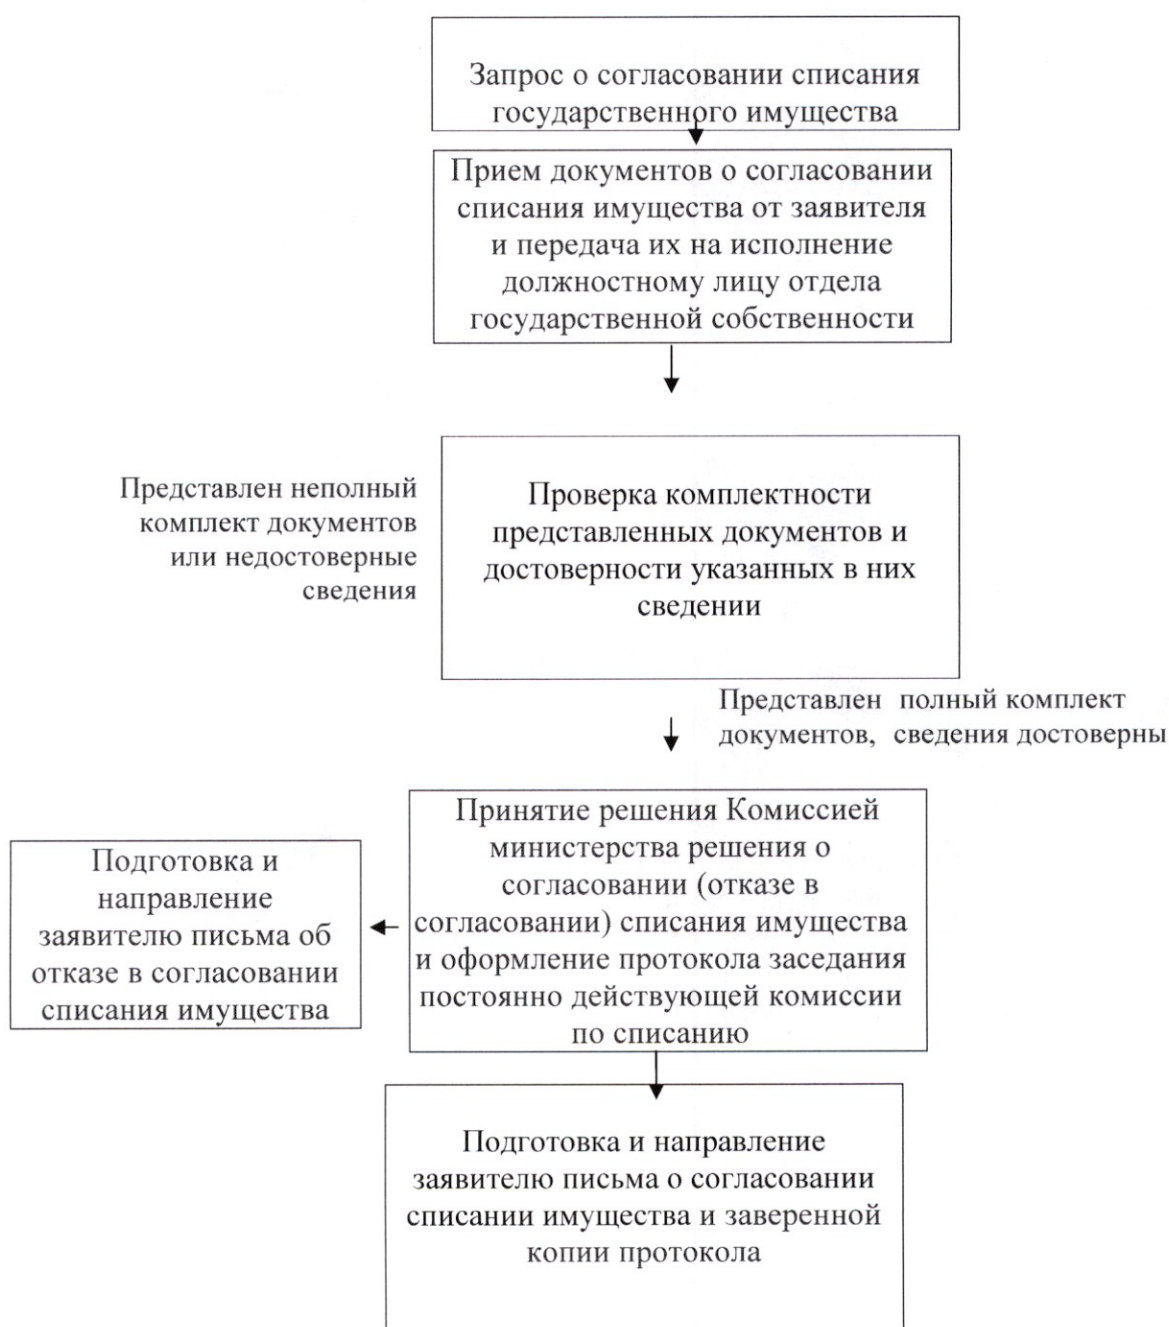 Запрос о согласовании списания
государственного имущества
Прием документов о согласовании
списания имущества от заявителя
и передача их на исполнение
должностному лицу отдела
государственной собственности
Представлен неполный
комплект документов
или недостоверные
сведения
Проверка комплектности
представленных документов и
достоверности указанных в них
сведении
Представлен полный комплект
документов, сведения достоверны
Подготовка и
направление
заявителю письма об
отказе в согласовании
списания имущества
Принятие решения Комиссией
министерства решения о
согласовании (отказе в
согласовании) списания имущества
и оформление протокола заседания
постоянно действующей комиссии
по списанию
Подготовка и направление
заявителю письма о согласовании
списании имущества и заверенной
копии протокола